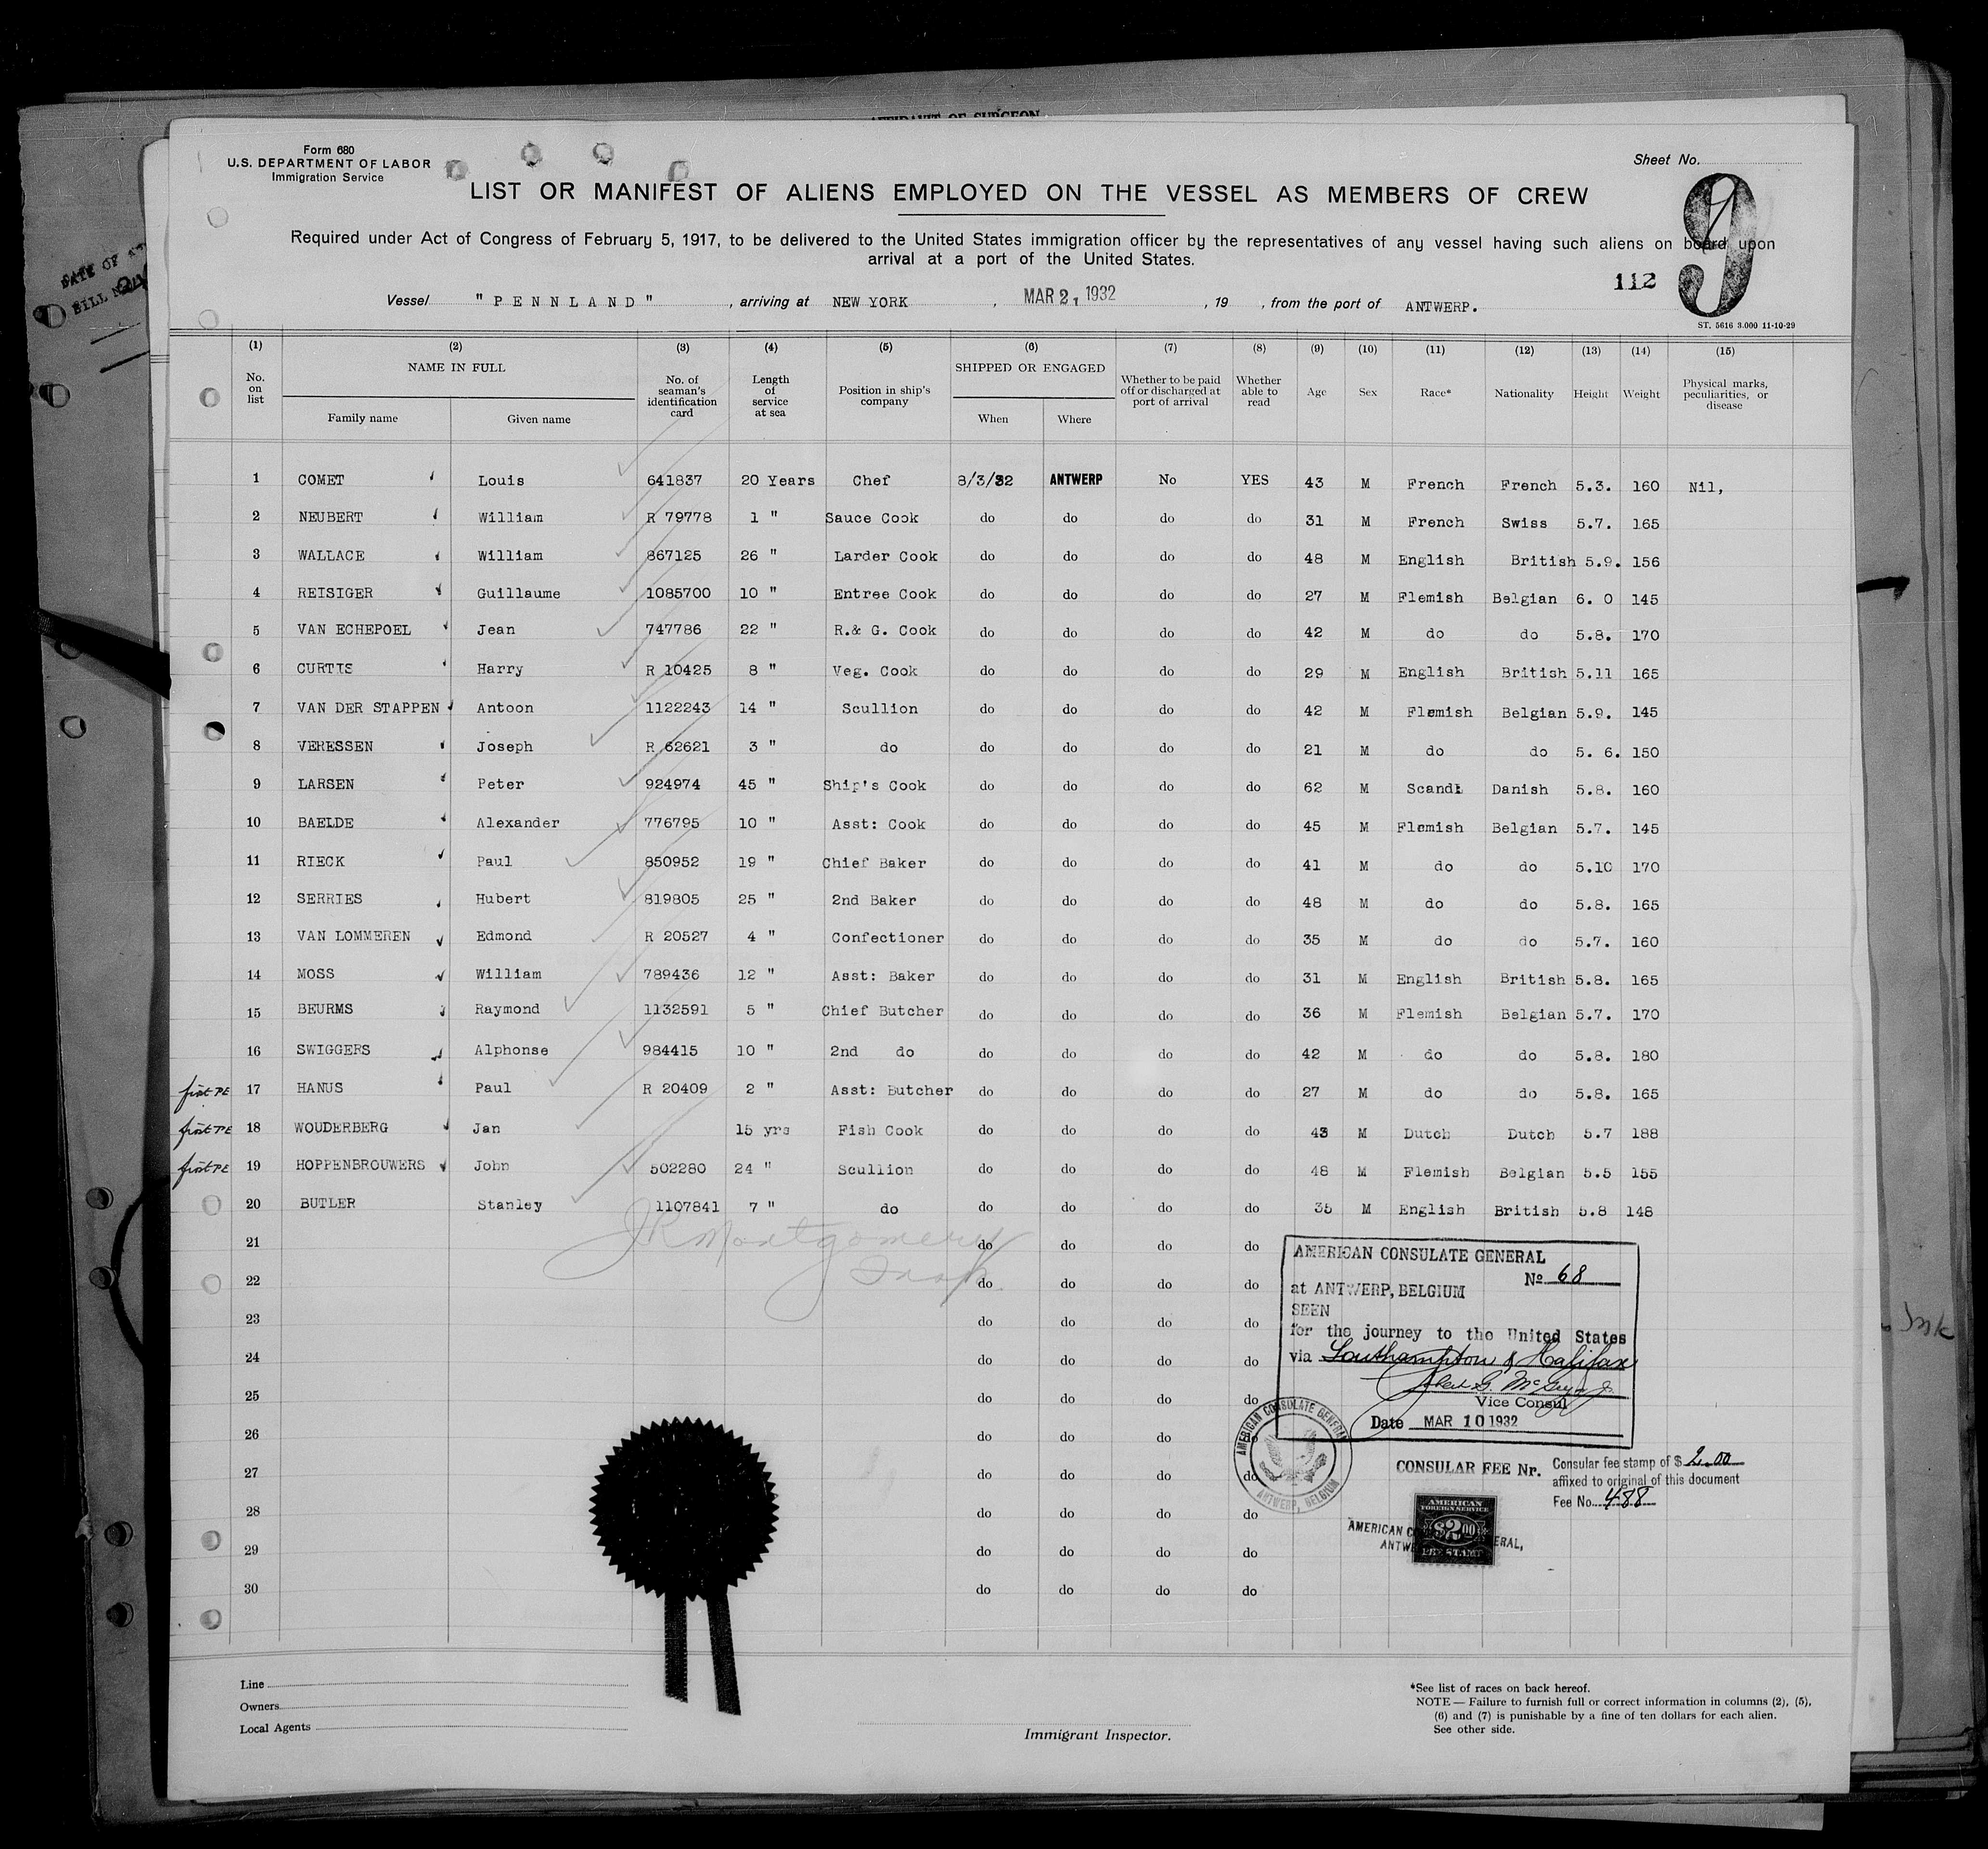 AFFIDAVIT OF SURGEON
Form 680
U.S. DEPARTMENT OF LABOR
Immigration Service
Sheet No.
LIST OR MANIFEST OF ALIENS EMPLOYED ON THE VESSEL AS MEMBERS OF CREW
9
Required under Act of Congress of February 5, 1917, to be delivered to the United States immigration officer by the representatives of any vessel having such aliens on board upon
arrival at a port of the United States.
112
Vessel "PENNLAND", arriving at NEW YORK, MAR 21, 1932, 19 , from the port of ANTWERP.
ST. 5616 3.000 11-10-29
(1) (2) (3) (4) (5) (6) (7) (8) (9) (10) (11) (12) (13) (14) (15)
No. on list NAME IN FULL Family name Given name No. of seaman's identification card Length of service at sea Position in ship's company SHIPPED OR ENGAGED When Where Whether to be paid off or discharged at port of arrival Whether able to read Age Sex Race* Nationality Height Weight Physical marks, peculiarities, or disease
1 COMET Louis 641837 20 Years Chef 8/3/32 ANTWERP No YES 43 M French French 5.3. 160 Nil,
2 NEUBERT William R 79778 1 " Sauce Cook do do do do 31 M French Swiss 5.7. 165
3 WALLACE William 867125 26 " Larder Cook do do do do 48 M English British 5.9. 156
4 REISIGER Guillaume 1085700 10 " Entree Cook do do do do 27 M Flemish Belgian 6. 0 145
5 VAN ECHEPOEL Jean 747786 22 " R.& G. Cook do do do do 42 M do do 5.8. 170
6 CURTIS Harry R 10425 8 " Veg. Cook do do do do 29 M English British 5.11 165
7 VAN DER STAPPEN Antoon 1122243 14 " Scullion do do do do 42 M Flemish Belgian 5.9. 145
8 VERESSEN Joseph R 62621 3 " do do do do do 21 M do do 5. 6. 150
9 LARSEN Peter 924974 45 " Ship's Cook do do do do 62 M Scandi Danish 5.8. 160
10 BAELDE Alexander 776795 10 " Asst: Cook do do do do 45 M Flemish Belgian 5.7. 145
11 RIECK Paul 850952 19 " Chief Baker do do do do 41 M do do 5.10 170
12 SERRIES Hubert 819805 25 " 2nd Baker do do do do 48 M do do 5.8. 165
13 VAN LOMMEREN Edmond R 20527 4 " Confectioner do do do do 35 M do do 5.7. 160
14 MOSS William 789436 12 " Asst: Baker do do do do 31 M English British 5.8. 165
15 BEURMS Raymond 1132591 5 " Chief Butcher do do do do 36 M Flemish Belgian 5.7. 170
16 SWIGGERS Alphonse 984415 10 " 2nd do do do do do 42 M do do 5.8. 180
first PE 17 HANUS Paul R 20409 2 " Asst: Butcher do do do do 27 M do do 5.8. 165
first PE 18 WOUDERBERG Jan 15 yrs Fish Cook do do do do 43 M Dutch Dutch 5.7 188
first PE 19 HOPPENBROUWERS John 502280 24 " Scullion do do do do 48 M Flemish Belgian 5.5 155
20 BUTLER Stanley 1107841 7 " do do do do do 35 M English British 5.8 148
JR Montgomery
Insp
21 do do do do
22 do do do do
23 do do do do
24 do do do do
25 do do do do
26 do do do do
27 do do do do
28 do do do do
29 do do do do
30 do do do do
AMERICAN CONSULATE GENERAL
No 68
at ANTWERP, BELGIUM
SEEN
for the journey to the United States
via Southampton & Halifax
Vice Consul
Date MAR 10 1932
AMERICAN CONSULATE GENERAL
ANTWERP, BELGIUM
CONSULAR FEE Nr.
Consular fee stamp of $ 2.00
affixed to original of this document
Fee No. 488
AMERICAN
FOREIGN SERVICE
$2.00
FEE STAMP
Line
Owners
Local Agents
Immigrant Inspector.
*See list of races on back hereof.
NOTE — Failure to furnish full or correct information in columns (2), (5),
(6) and (7) is punishable by a fine of ten dollars for each alien.
See other side.